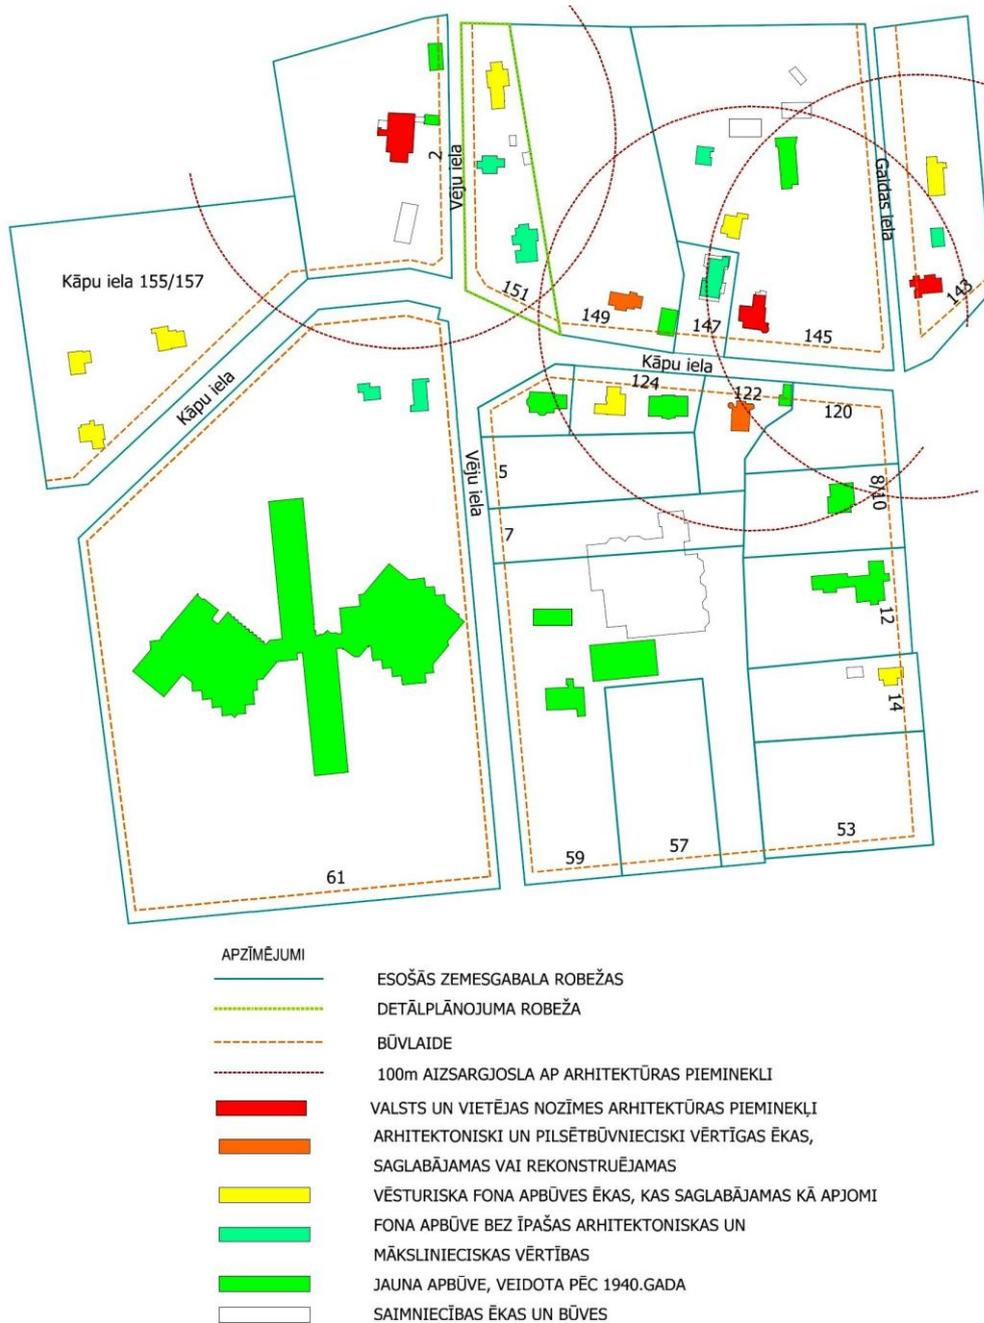 2
Vēju iela
Gaidas iela
Kāpu iela 155/157
151
149
147
145
143
Kāpu iela
Kāpu iela
124
122
120
Vēju iela
5
7
8/10
12
14
53
57
59
61
APZĪMĒJUMI
ESOŠĀS ZEMESGABALA ROBEŽAS
DETĀLPLĀNOJUMA ROBEŽA
BŪVLAIDE
100m AIZSARGJOSLA AP ARHITEKTŪRAS PIEMINEKLI
VALSTS UN VIETĒJAS NOZĪMES ARHITEKTŪRAS PIEMINEKĻI
ARHITEKTONISKI UN PILSĒTBŪVNIECISKI VĒRTĪGAS ĒKAS,
SAGLABĀJAMAS VAI REKONSTRUĒJAMAS
VĒSTURISKA FONA APBŪVES ĒKAS, KAS SAGLABĀJAMAS KĀ APJOMI
FONA APBŪVE BEZ ĪPAŠAS ARHITEKTONISKAS UN
MĀKSLINIECISKAS VĒRTĪBAS
JAUNA APBŪVE, VEIDOTA PĒC 1940.GADA
SAIMNIECĪBAS ĒKAS UN BŪVES